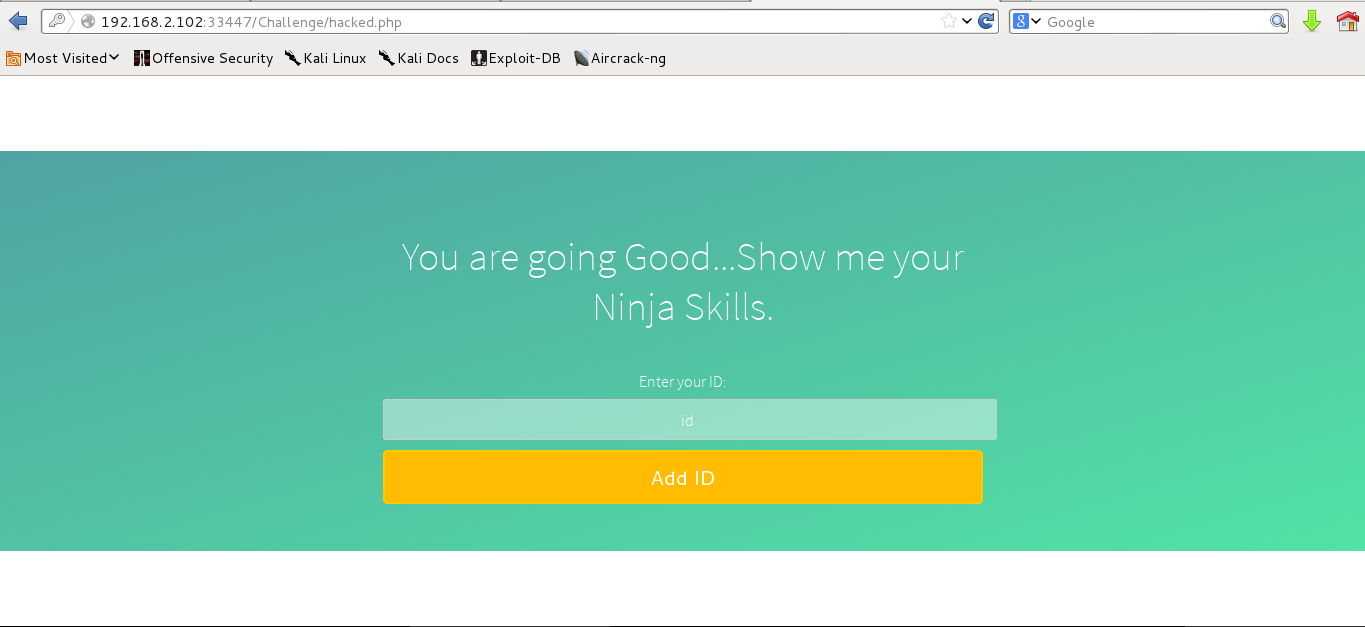 192.168.2.102:33447/Challenge/hacked.php
Google
Most Visited
Offensive Security
Kali Linux
Kali Docs
Exploit-DB
Aircrack-ng
You are going Good...Show me your
Ninja Skills.
Enter your ID:
id
Add ID